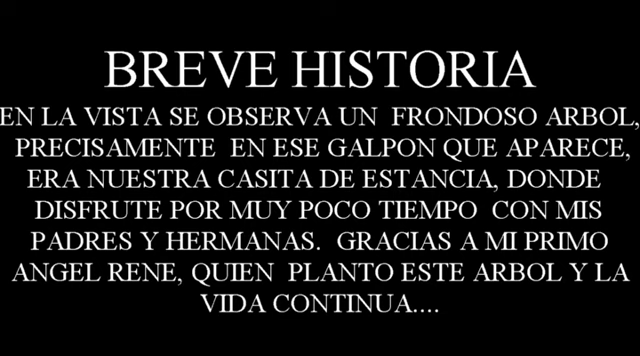 BREVE HISTORIA
EN LA VISTA SE OBSERVA UN FRONDOSO ARBOL,
PRECISAMENTE EN ESE GALPON QUE APARECE,
ERA NUESTRA CASITA DE ESTANCIA, DONDE
DISFRUTE POR MUY POCO TIEMPO CON MIS
PADRES Y HERMANAS. GRACIAS A MI PRIMO
ANGEL RENE, QUIEN PLANTO ESTE ARBOL Y LA
VIDA CONTINUA....